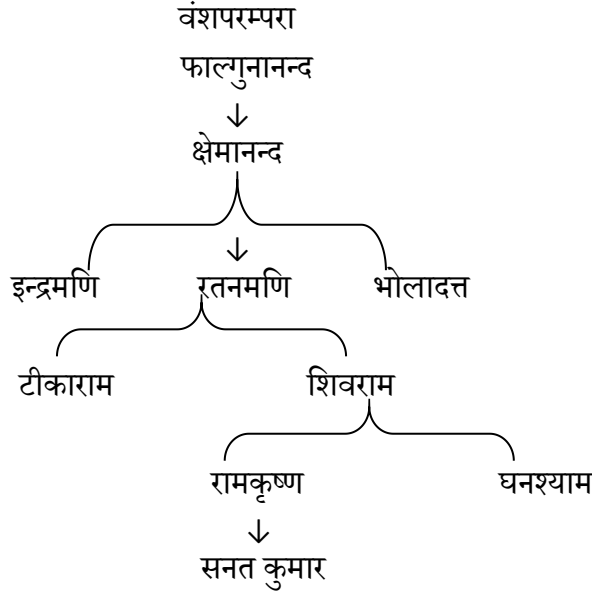 वंशपरम्परा
फाल्गुनानन्द
↓
क्षेमानन्द
↓
इन्द्रमणि रतनमणि भोलादत्त
टीकाराम शिवराम
रामकृष्ण घनश्याम
↓
सनत कुमार